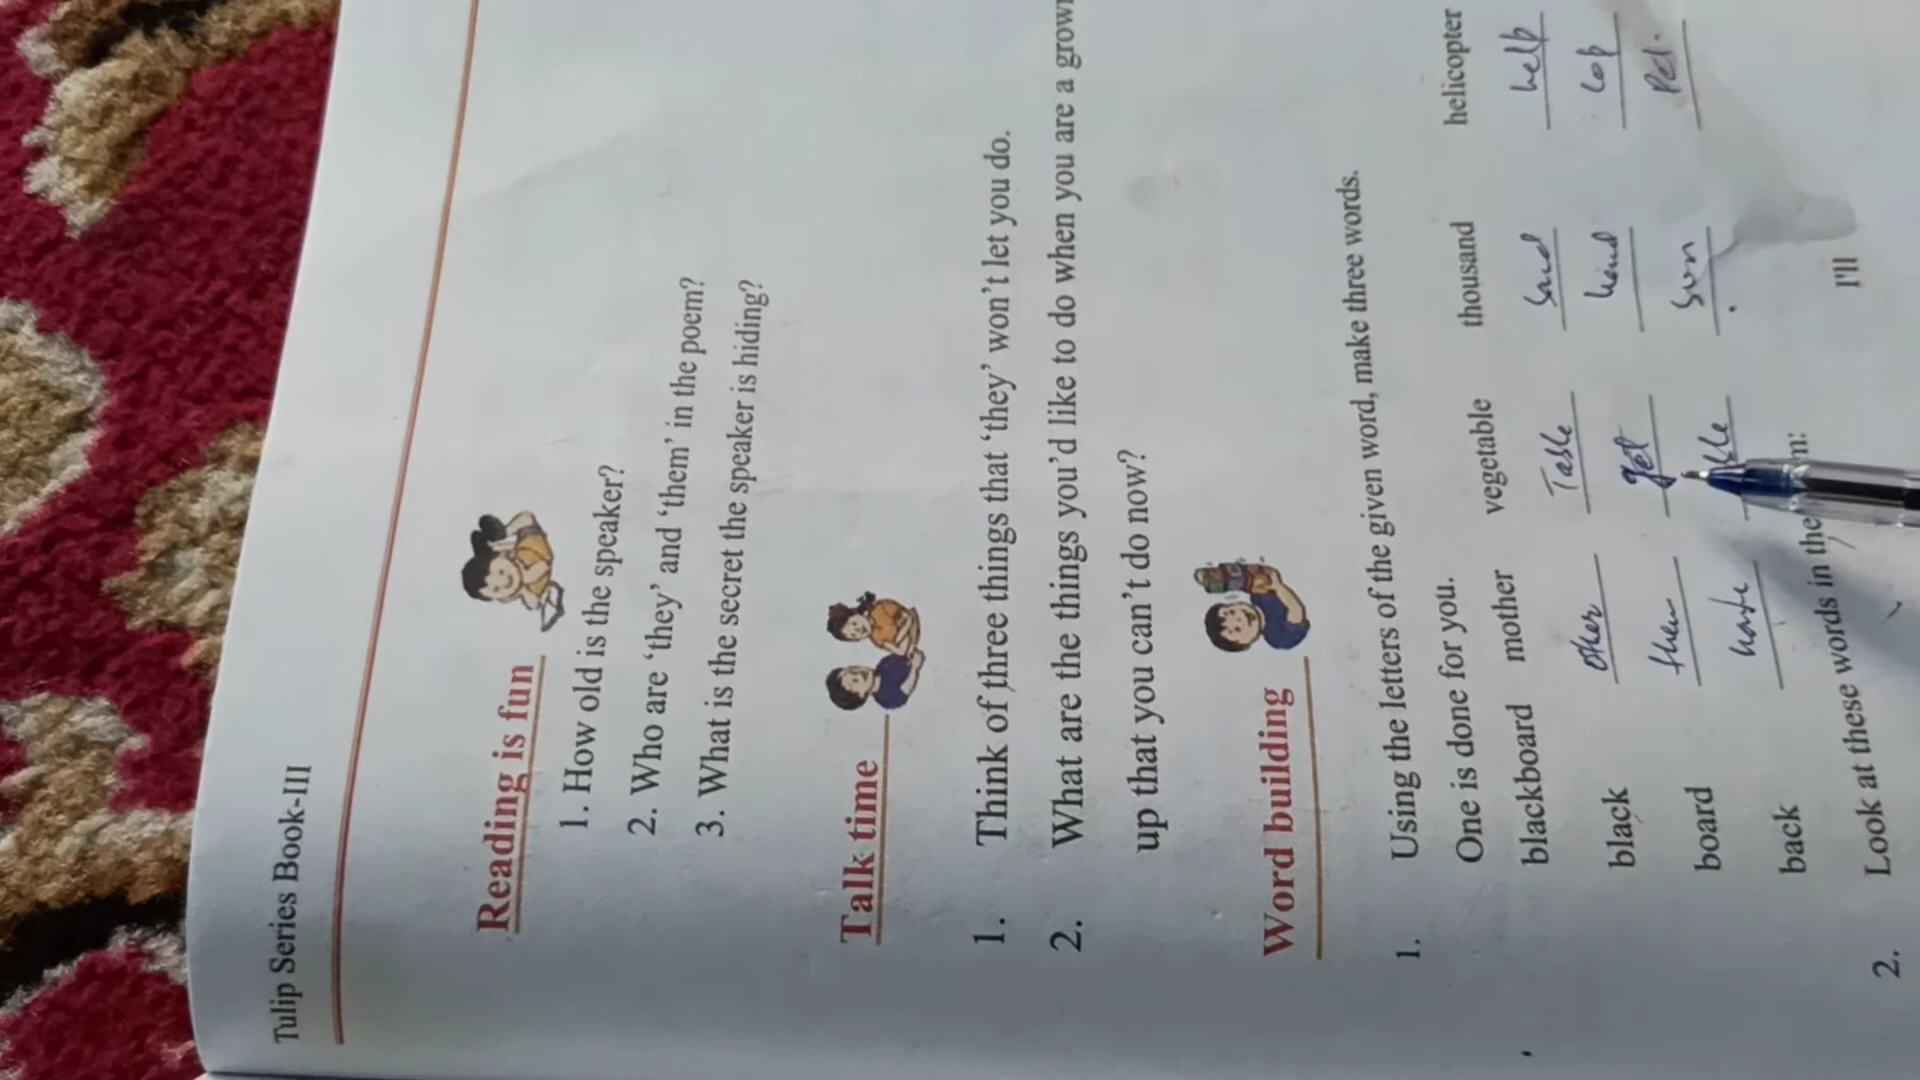 Tulip Series Book-III
Reading is fun
1. How old is the speaker?
2. Who are ‘they’ and ‘them’ in the poem?
3. What is the secret the speaker is hiding?
Talk time
1. Think of three things that ‘they’ won’t let you do.
2. What are the things you’d like to do when you are a grown
up that you can’t do now?
Word building
1. Using the letters of the given word, make three words.
One is done for you.
blackboard mother vegetable thousand helicopter
black other Table Sand help
board them get hand cop
back Sun Pet.
2. Look at these words in the
I'll